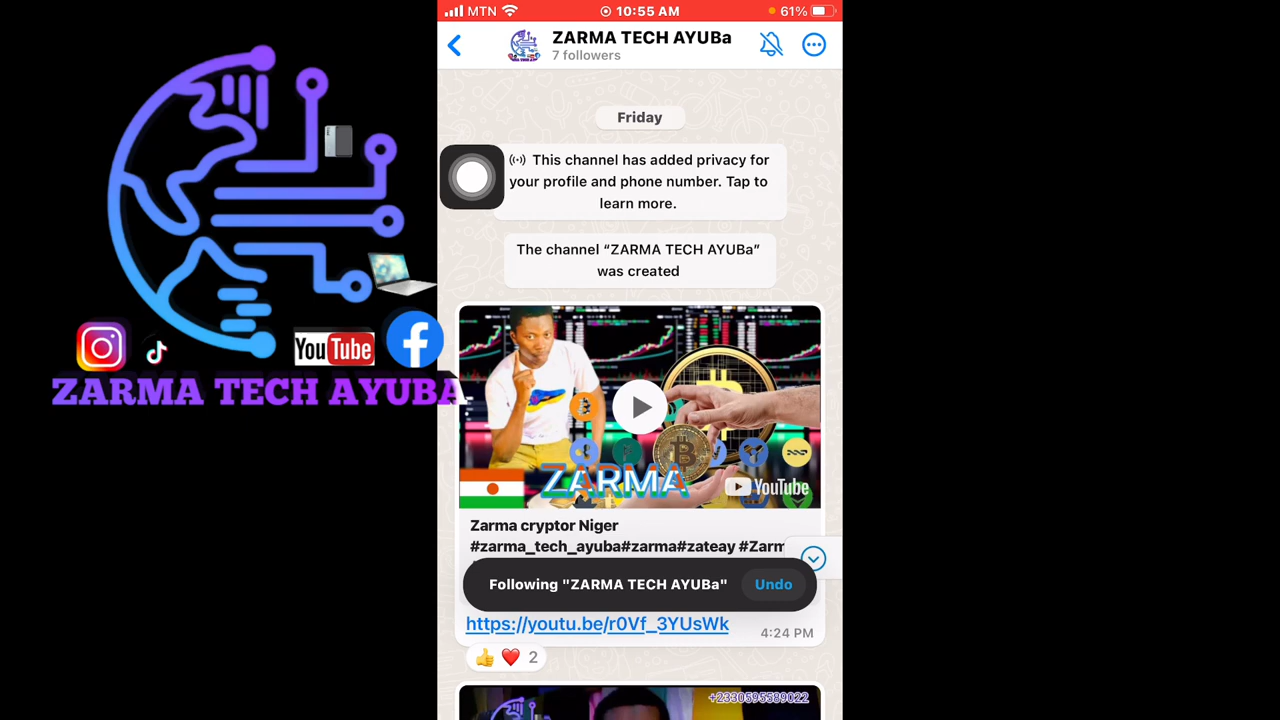 MTN
10:55 AM
61%
ZARMA TECH AYUBa
7 followers
Friday
This channel has added privacy for
your profile and phone number. Tap to
learn more.
The channel “ZARMA TECH AYUBa”
was created
YouTube
ZARMA TECH AYUBA
ZARMA
YouTube
Zarma cryptor Niger
#zarma_tech_ayuba#zarma#zateay #Zarm
Following "ZARMA TECH AYUBa"
Undo
https://youtu.be/r0Vf_3YUsWk
4:24 PM
2
+2330595589022